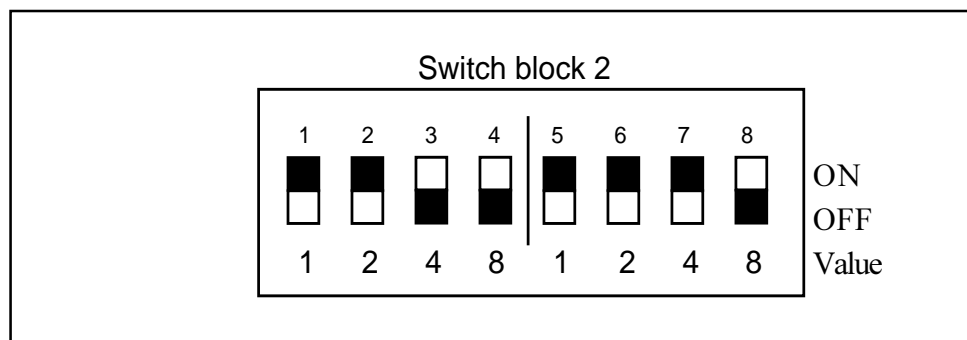 Switch block 2
1 2 3 4 5 6 7 8
ON
OFF
1 2 4 8 1 2 4 8 Value